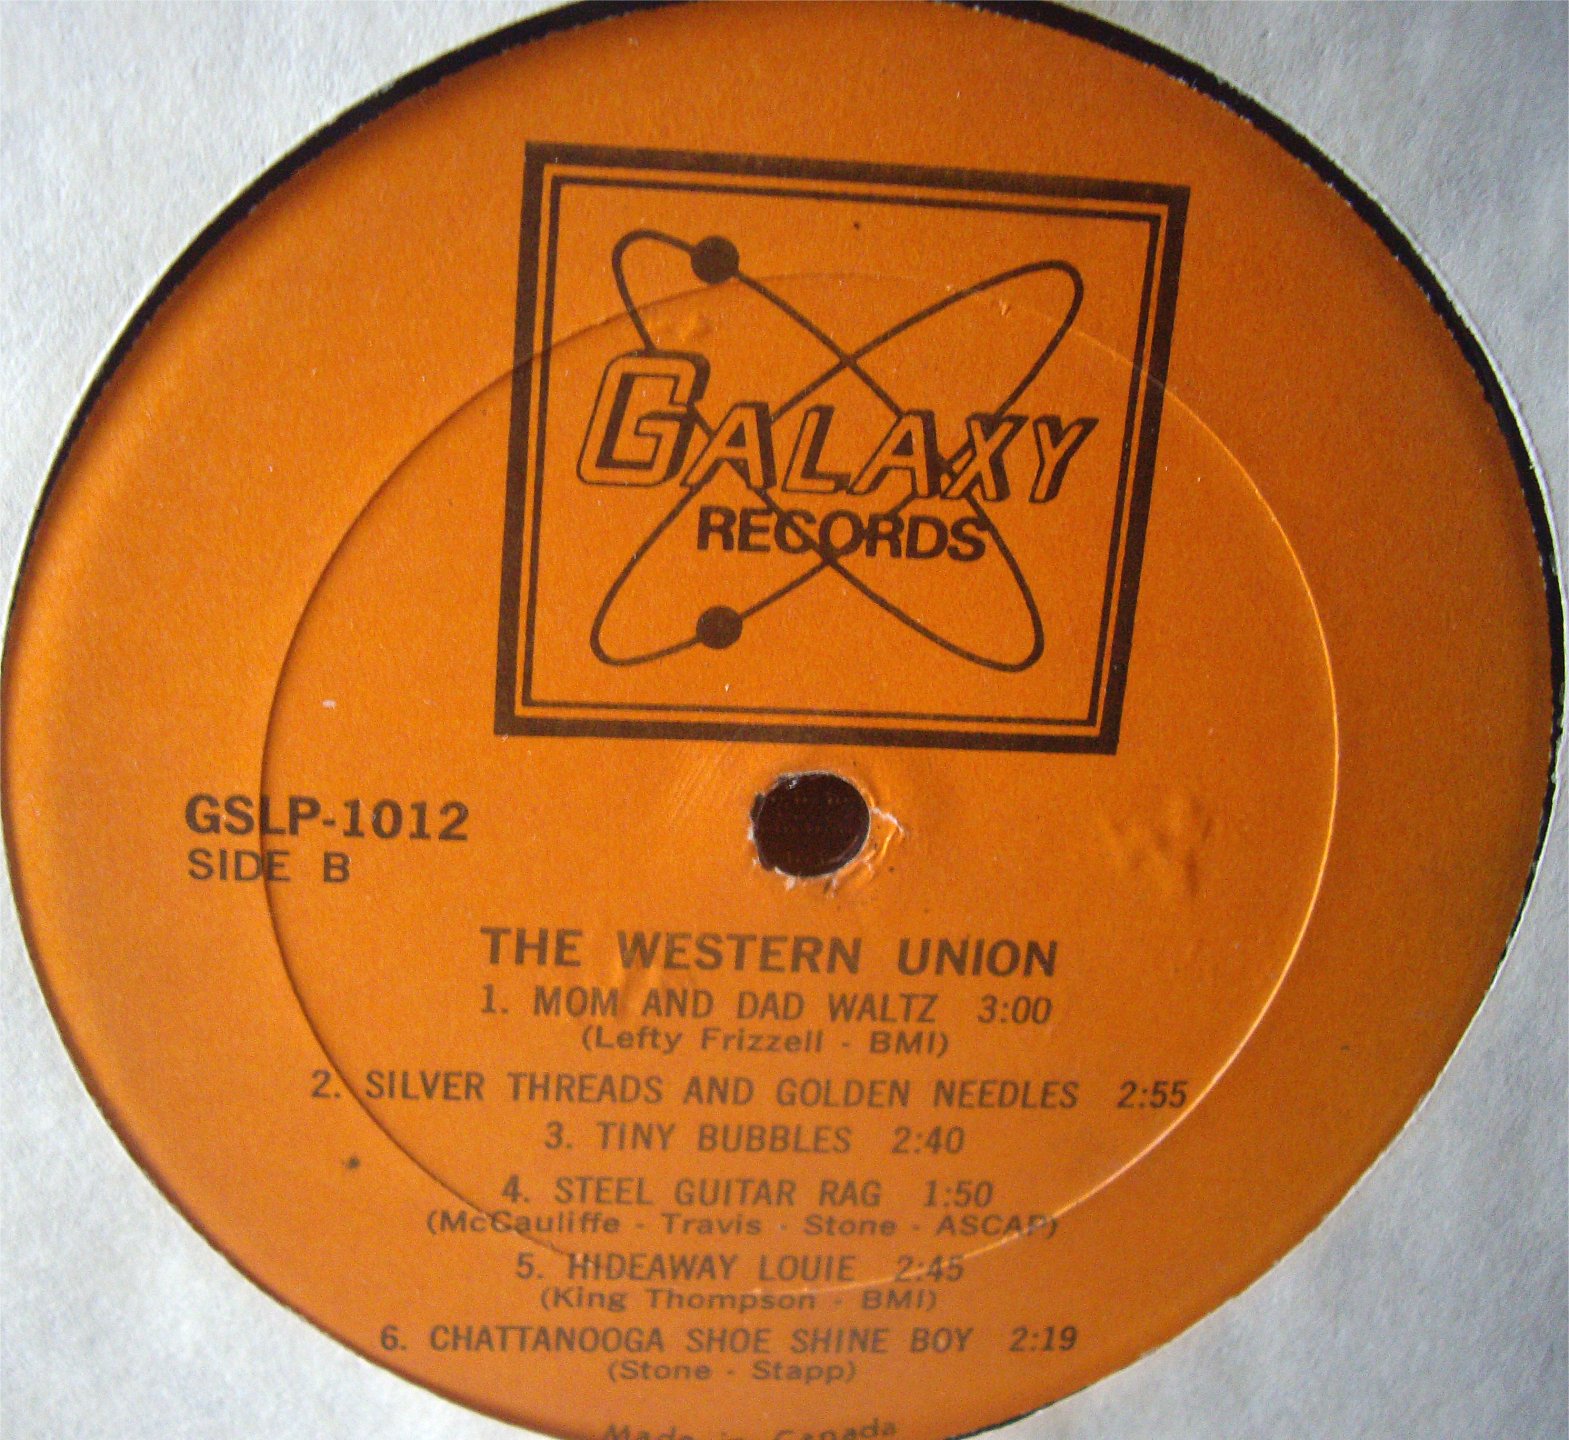 GALAXY
RECORDS
GSLP-1012
SIDE B
THE WESTERN UNION
1. MOM AND DAD WALTZ 3:00
(Lefty Frizzell - BMI)
2. SILVER THREADS AND GOLDEN NEEDLES 2:55
3. TINY BUBBLES 2:40
4. STEEL GUITAR RAG 1:50
(McCauliffe - Travis - Stone - ASCAP)
5. HIDEAWAY LOUIE 2:45
(King Thompson - BMI)
6. CHATTANOOGA SHOE SHINE BOY 2:19
(Stone - Stapp)
Made in Canada